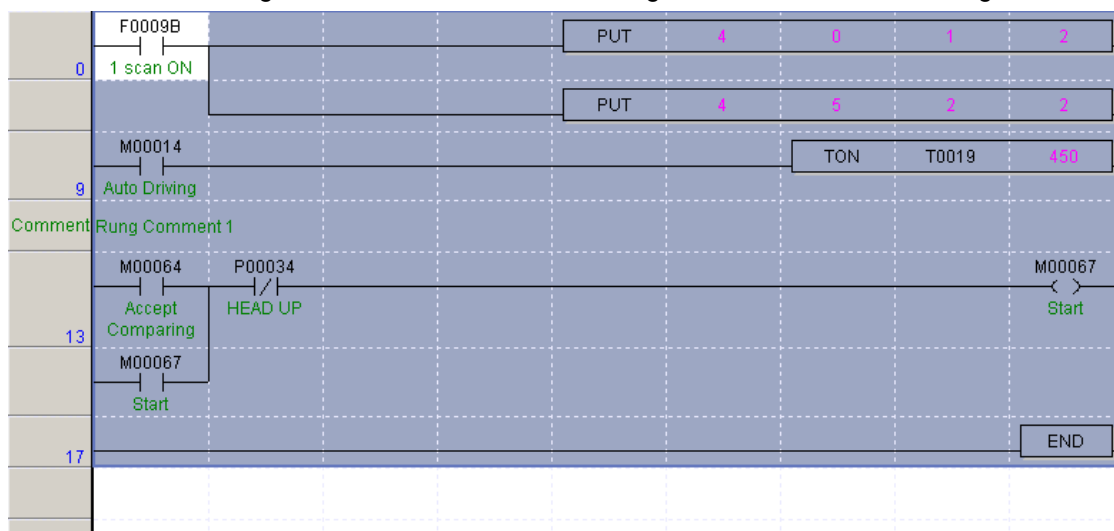 F0009B
PUT 4 0 1 2
0 1 scan ON
PUT 4 5 2 2
M00014
TON T0019 450
9 Auto Driving
Comment Rung Comment 1
M00064 P00034 M00067
Accept HEAD UP Start
13 Comparing
M00067
Start
END
17